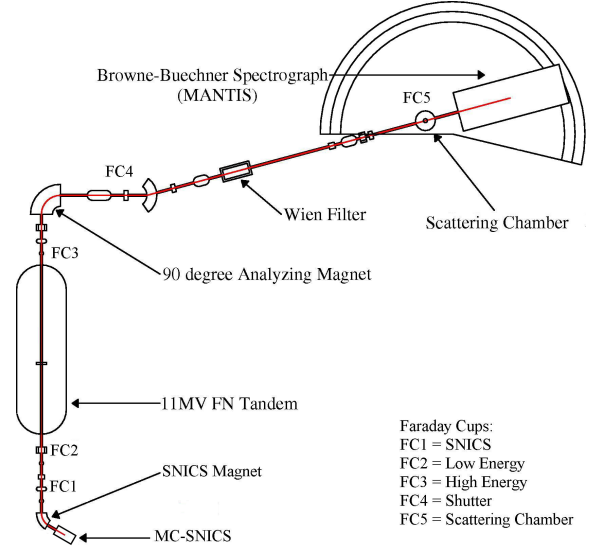 Browne-Buechner Spectrograph
(MANTIS)
FC5
FC4
Wien Filter
Scattering Chamber
FC3
90 degree Analyzing Magnet
11MV FN Tandem
FC2
SNICS Magnet
FC1
MC-SNICS
Faraday Cups:
FC1 = SNICS
FC2 = Low Energy
FC3 = High Energy
FC4 = Shutter
FC5 = Scattering Chamber